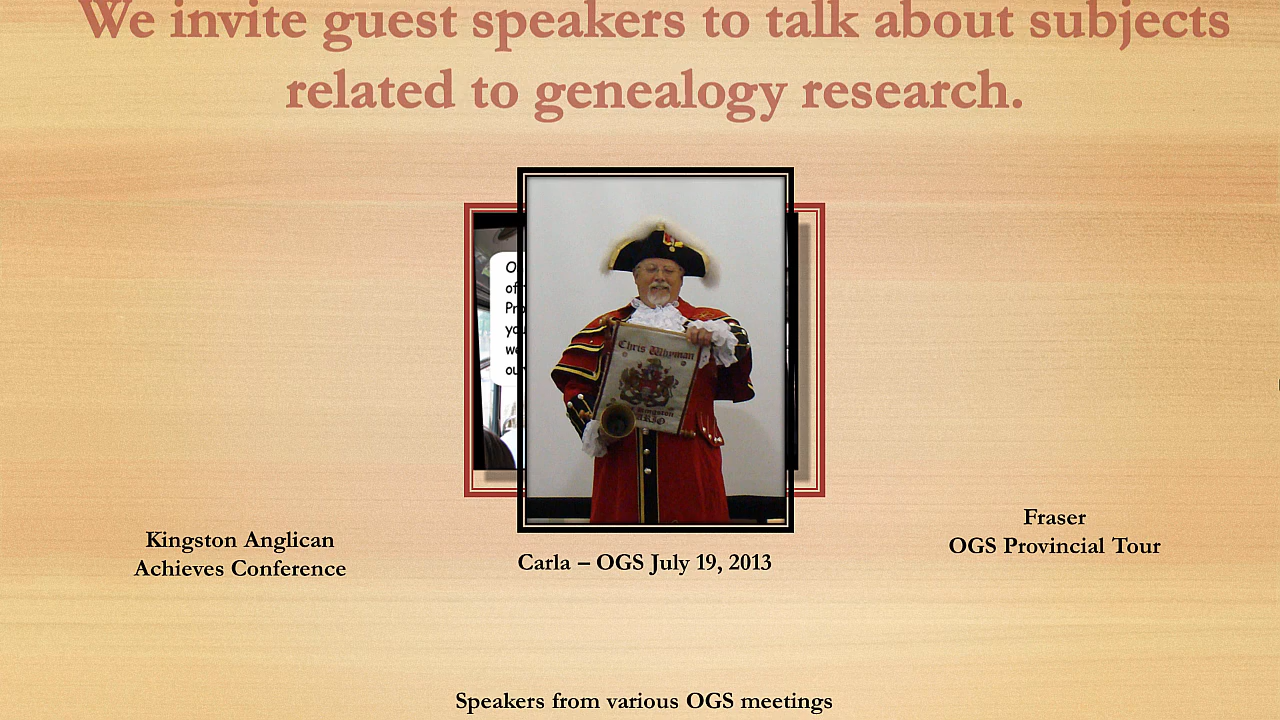 We invite guest speakers to talk about subjects
related to genealogy research.
Chris Whyman
Kingston
Kingston Anglican
Achieves Conference
Carla – OGS July 19, 2013
Fraser
OGS Provincial Tour
Speakers from various OGS meetings